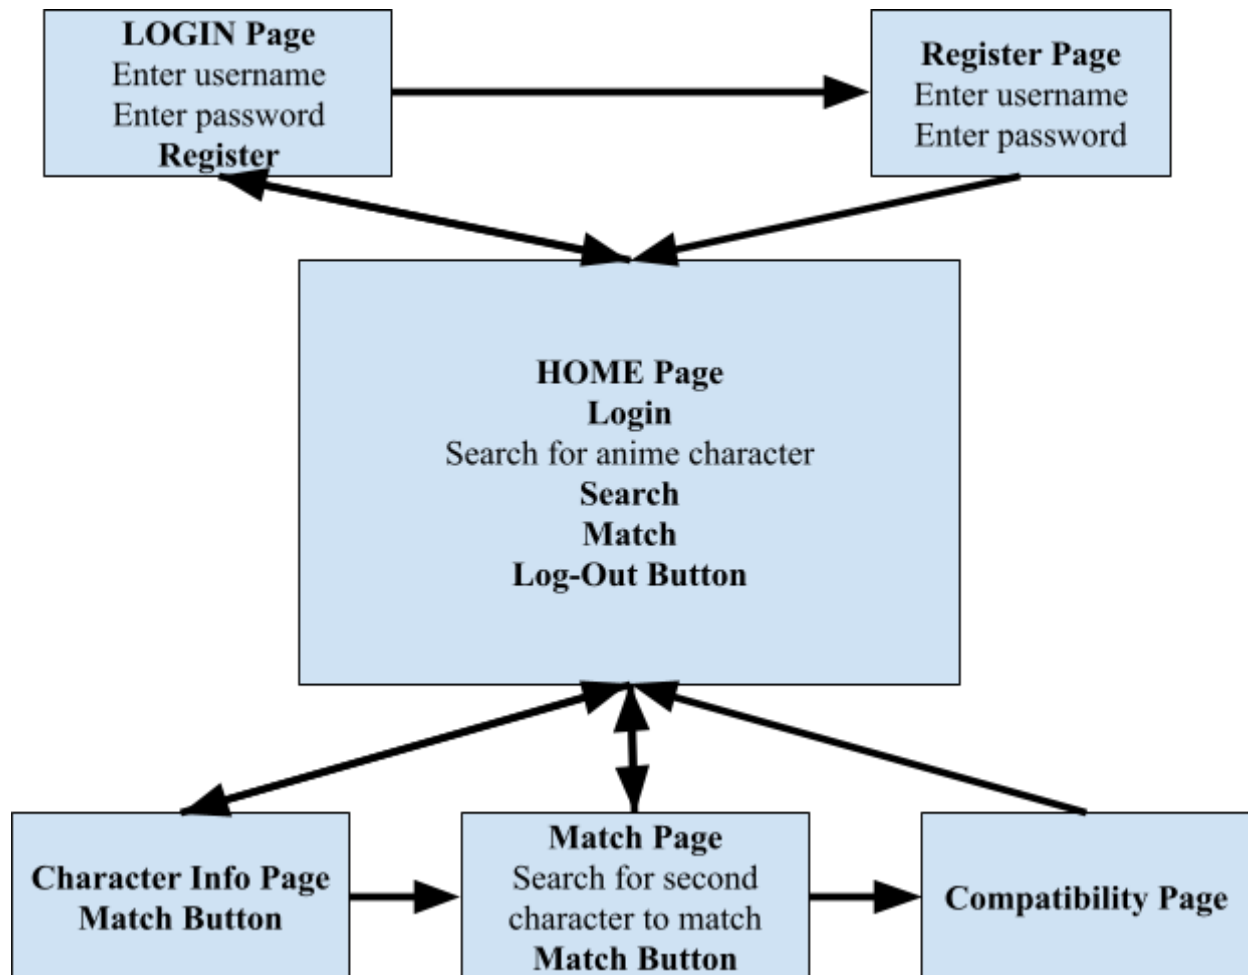 LOGIN Page
Enter username
Enter password
Register
Register Page
Enter username
Enter password
HOME Page
Login
Search for anime character
Search
Match
Log-Out Button
Character Info Page
Match Button
Match Page
Search for second
character to match
Match Button
Compatibility Page